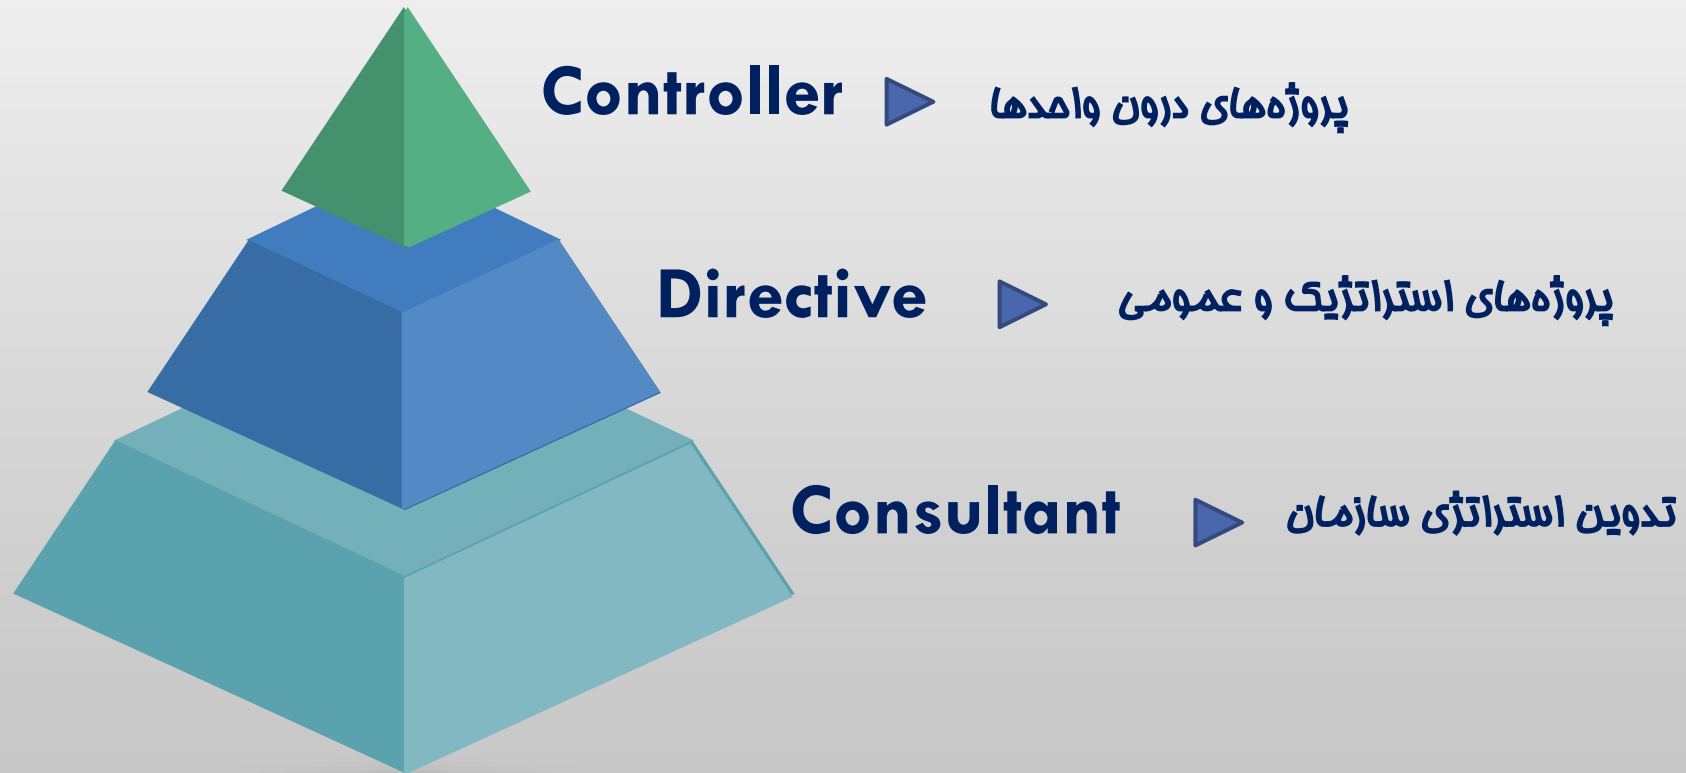 Controller پروژه‌های درون واحدها
Directive پروژه‌های استراتژیک و عمومی
Consultant تدوین استراتژی سازمان